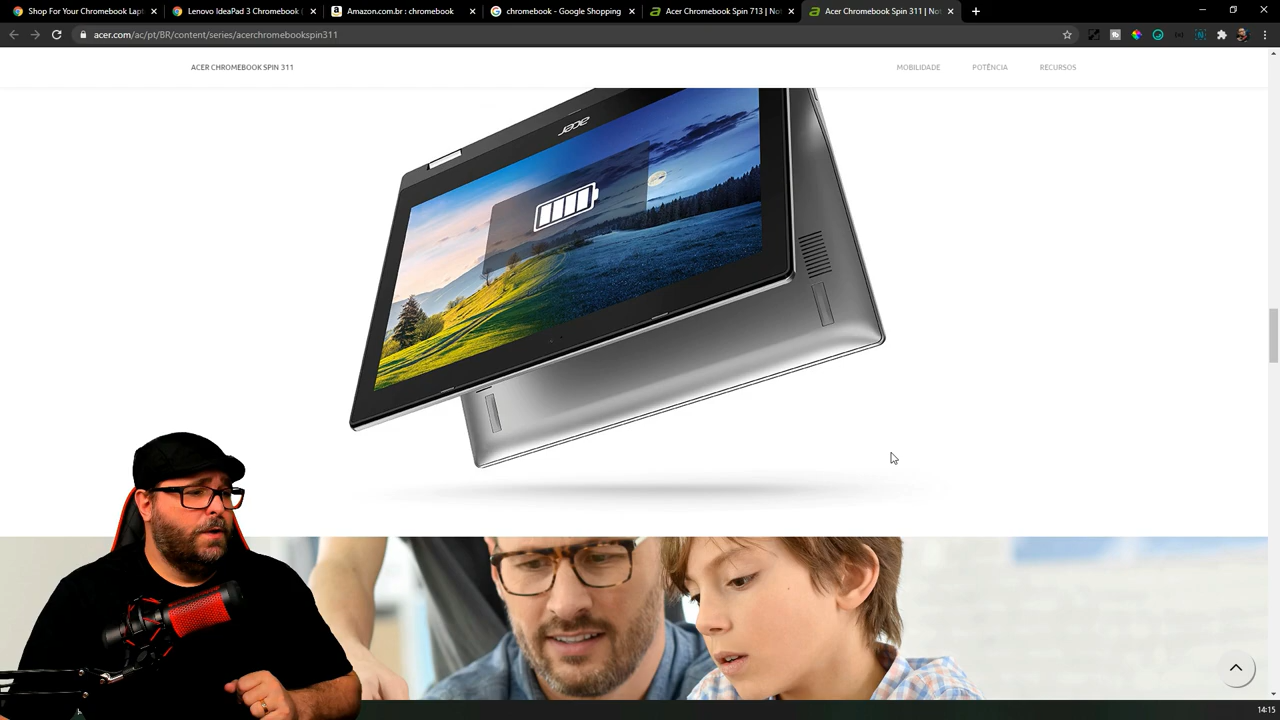 Shop For Your Chromebook Lapt
Lenovo IdeaPad 3 Chromebook (
Amazon.com.br : chromebook
chromebook - Google Shopping
Acer Chromebook Spin 713 | No
Acer Chromebook Spin 311 | Not
acer.com/ac/pt/BR/content/series/acerchromebookspin311
ACER CHROMEBOOK SPIN 311
MOBILIDADE
POTÊNCIA
RECURSOS
acer
14:15